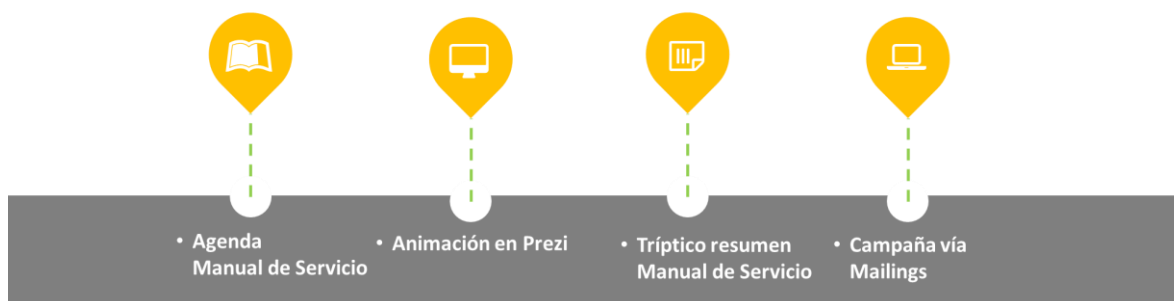 • Agenda
Manual de Servicio
• Animación en Prezi
• Tríptico resumen
Manual de Servicio
• Campaña vía
Mailings